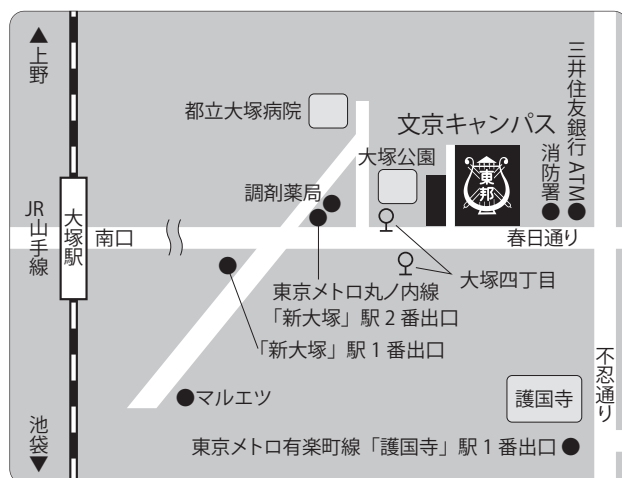 ▲上野
三井住友銀行 ATM
消防署
都立大塚病院
文京キャンパス
大塚公園
東邦
調剤薬局
JR山手線
大塚駅
南口
春日通り
大塚四丁目
東京メトロ丸ノ内線
「新大塚」駅 2 番出口
「新大塚」駅 1 番出口
マルエツ
不忍通り
護国寺
池袋▼
東京メトロ有楽町線「護国寺」駅 1 番出口